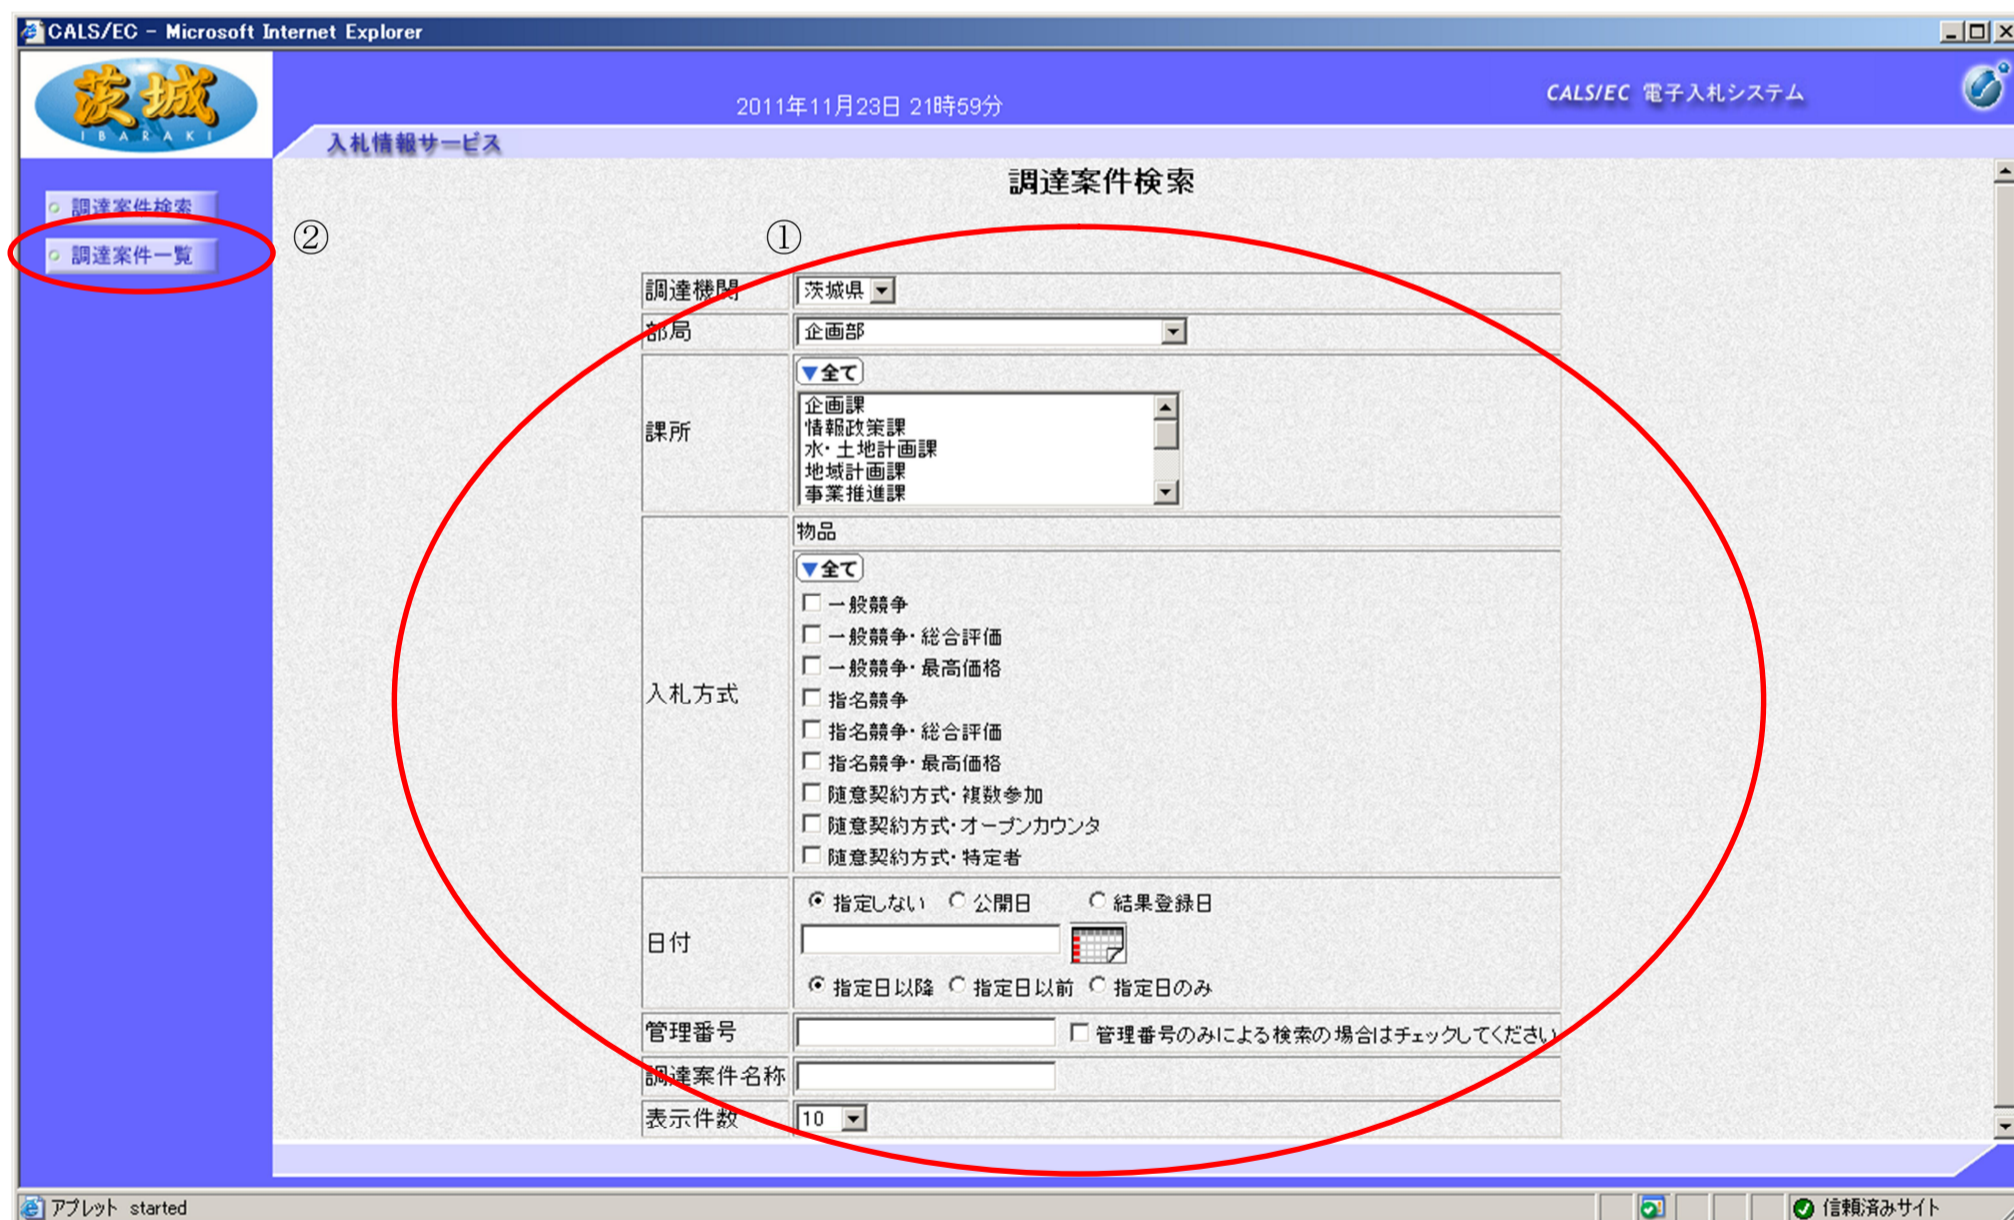 CALS/EC - Microsoft Internet Explorer
茨城
IBARAKI
2011年11月23日 21時59分
CALS/EC 電子入札システム
入札情報サービス
調達案件検索
調達案件検索
②
①
調達案件一覧
調達機関 茨城県
部局 企画部
▼全て
課所
企画課
情報政策課
水・土地計画課
地域計画課
事業推進課
物品
▼全て
入札方式
一般競争
一般競争・総合評価
一般競争・最高価格
指名競争
指名競争・総合評価
指名競争・最高価格
随意契約方式・複数参加
随意契約方式・オープンカウンタ
随意契約方式・特定者
日付
指定しない 公開日 結果登録日
指定日以降 指定日以前 指定日のみ
管理番号 管理番号のみによる検索の場合はチェックしてください
調達案件名称
表示件数 10
アプレット started
信頼済みサイト